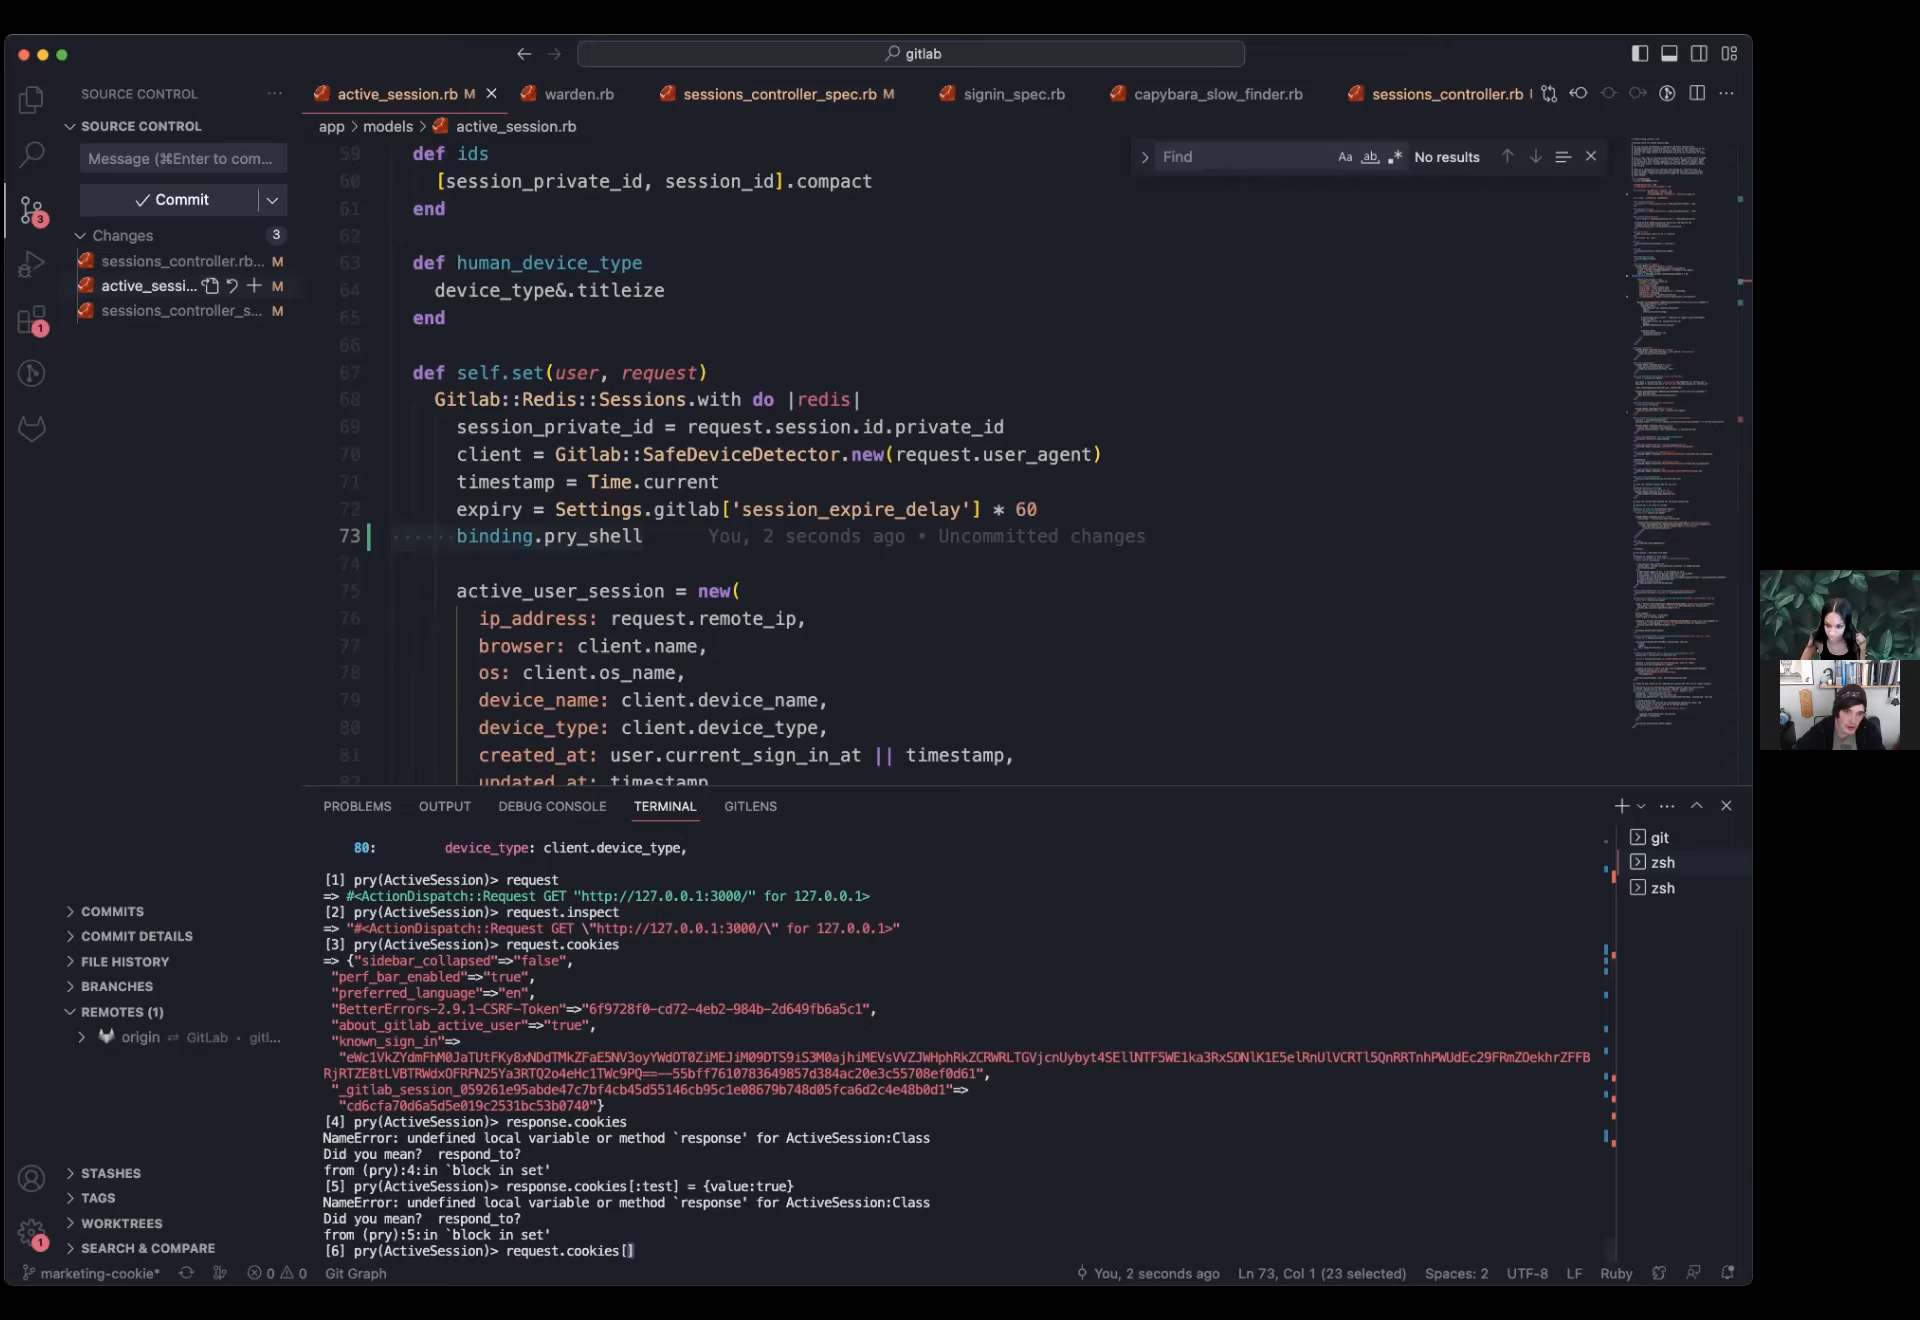 gitlab
SOURCE CONTROL
active_session.rb M
warden.rb
sessions_controller_spec.rb M
signin_spec.rb
capybara_slow_finder.rb
sessions_controller.rb
SOURCE CONTROL
app > models > active_session.rb
Message (⌘Enter to com...
Commit
Changes 3
sessions_controller.rb... M
active_sessi... M
sessions_controller_s... M
3
1
Find
Aa ab No results
59 def ids
60 [session_private_id, session_id].compact
61 end
62
63 def human_device_type
64 device_type&.titleize
65 end
66
67 def self.set(user, request)
68 Gitlab::Redis::Sessions.with do |redis|
69 session_private_id = request.session.id.private_id
70 client = Gitlab::SafeDeviceDetector.new(request.user_agent)
71 timestamp = Time.current
72 expiry = Settings.gitlab['session_expire_delay'] * 60
73 binding.pry_shell You, 2 seconds ago • Uncommitted changes
74
75 active_user_session = new(
76 ip_address: request.remote_ip,
77 browser: client.name,
78 os: client.os_name,
79 device_name: client.device_name,
80 device_type: client.device_type,
81 created_at: user.current_sign_in_at || timestamp,
82 updated_at: timestamp
PROBLEMS OUTPUT DEBUG CONSOLE TERMINAL GITLENS
git
zsh
zsh
80: device_type: client.device_type,
[1] pry(ActiveSession)> request
=> #<ActionDispatch::Request GET "http://127.0.0.1:3000/" for 127.0.0.1>
[2] pry(ActiveSession)> request.inspect
=> "#<ActionDispatch::Request GET \"http://127.0.0.1:3000/\" for 127.0.0.1>"
[3] pry(ActiveSession)> request.cookies
=> {"sidebar_collapsed"=>"false",
"perf_bar_enabled"=>"true",
"preferred_language"=>"en",
"BetterErrors-2.9.1-CSRF-Token"=>"6f9728f0-cd72-4eb2-984b-2d649fb6a5c1",
"about_gitlab_active_user"=>"true",
"known_sign_in"=>
"_gitlab_session_059261e95abde47c7bf4cb45d55146cb95c1e08679b748d05fca6d2c4e48b0d1"=>
"cd6cfa70d6a5d5e019c2531bc53b0740"}
[4] pry(ActiveSession)> response.cookies
NameError: undefined local variable or method `response' for ActiveSession:Class
Did you mean?  respond_to?
from (pry):4:in `block in set'
[5] pry(ActiveSession)> response.cookies[:test] = {value:true}
NameError: undefined local variable or method `response' for ActiveSession:Class
Did you mean?  respond_to?
from (pry):5:in `block in set'
[6] pry(ActiveSession)> request.cookies[]
COMMITS
COMMIT DETAILS
FILE HISTORY
BRANCHES
REMOTES (1)
origin ⇄ GitLab • gitl...
STASHES
TAGS
WORKTREES
SEARCH & COMPARE
1
marketing-cookie* 0 0 Git Graph
You, 2 seconds ago Ln 73, Col 1 (23 selected) Spaces: 2 UTF-8 LF Ruby